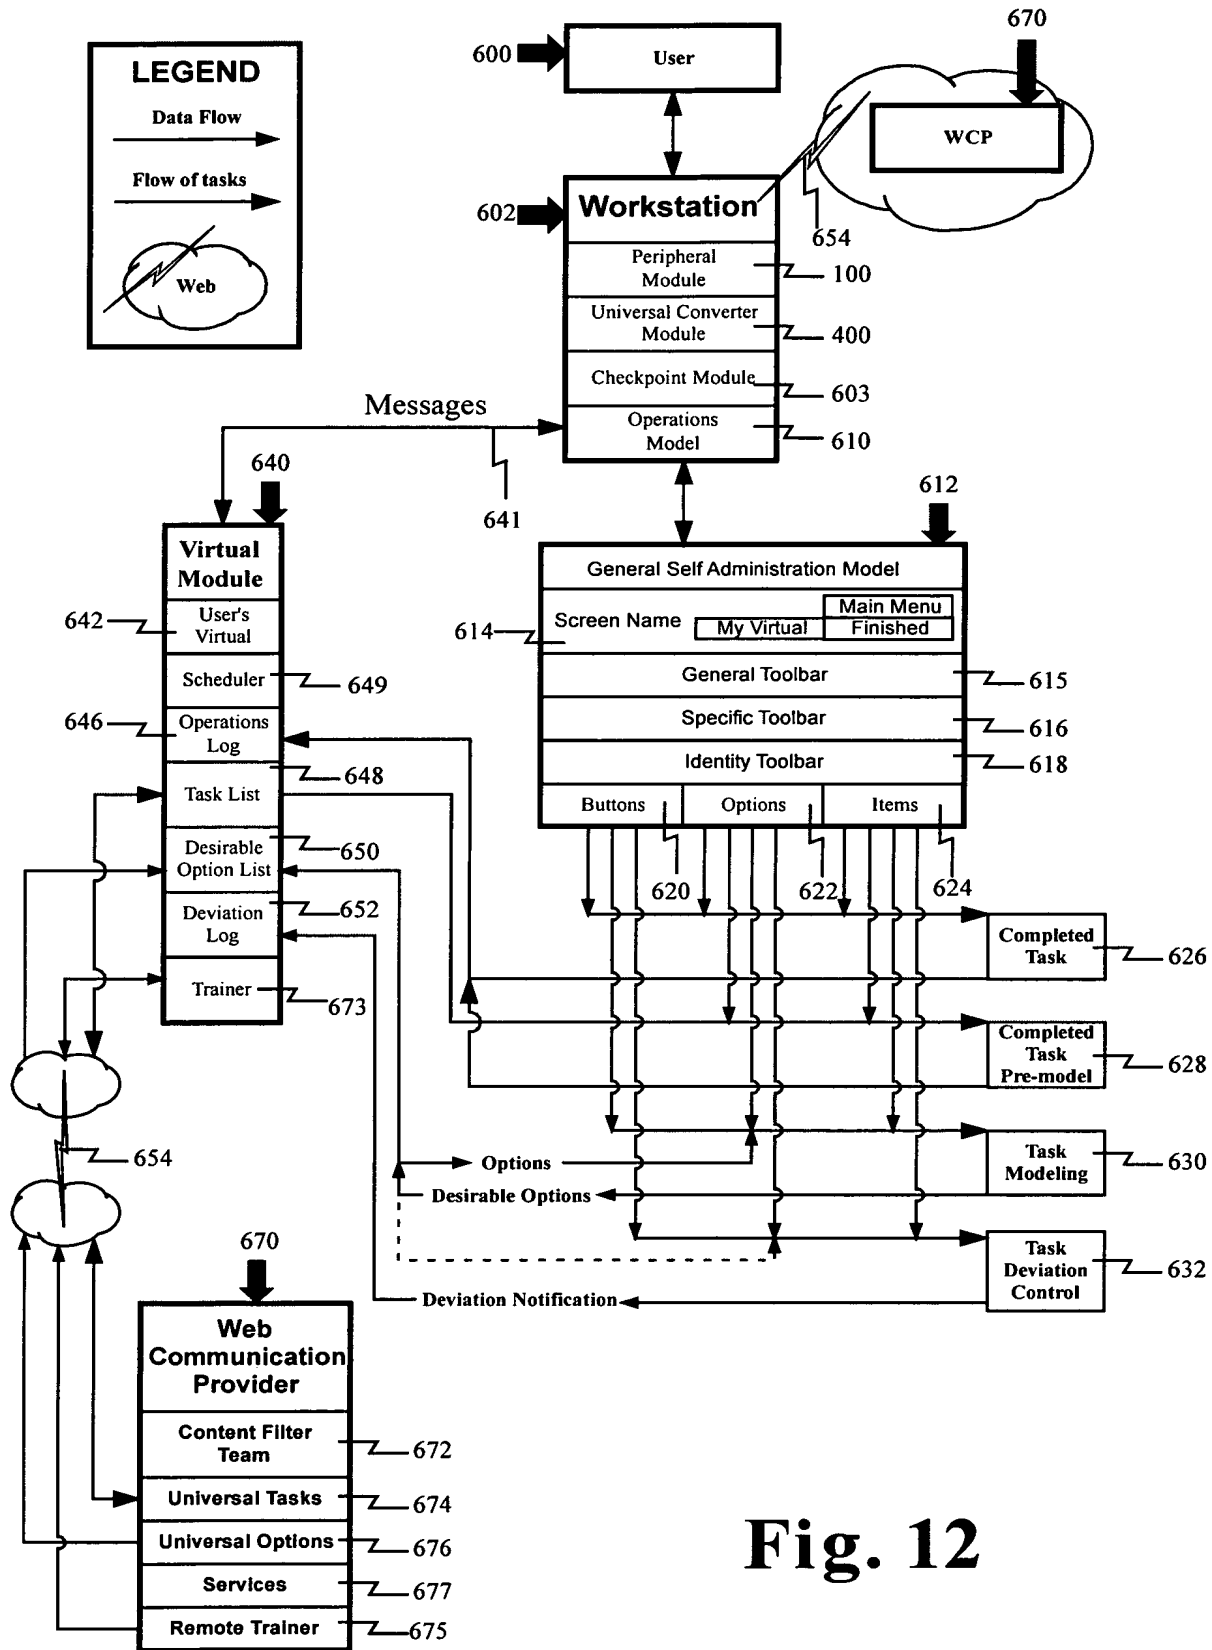 LEGEND
Data Flow
Flow of tasks
Web
600
User
670
WCP
602
Workstation
654
Peripheral
Module
100
Universal Converter
Module
400
Checkpoint Module
603
Operations
Model
610
Messages
641
640
612
Virtual
Module
642
User's
Virtual
Scheduler
649
646
Operations
Log
648
Task List
Desirable
Option List
650
Deviation
Log
652
Trainer
673
General Self Administration Model
614
Screen Name
Main Menu
My Virtual
Finished
General Toolbar
615
Specific Toolbar
616
Identity Toolbar
618
Buttons
Options
Items
620
622
624
Completed
Task
626
Completed
Task
Pre-model
628
Task
Modeling
630
Options
Desirable Options
Task
Deviation
Control
632
Deviation Notification
654
670
Web
Communication
Provider
Content Filter
Team
672
Universal Tasks
674
Universal Options
676
Services
677
Remote Trainer
675
Fig. 12